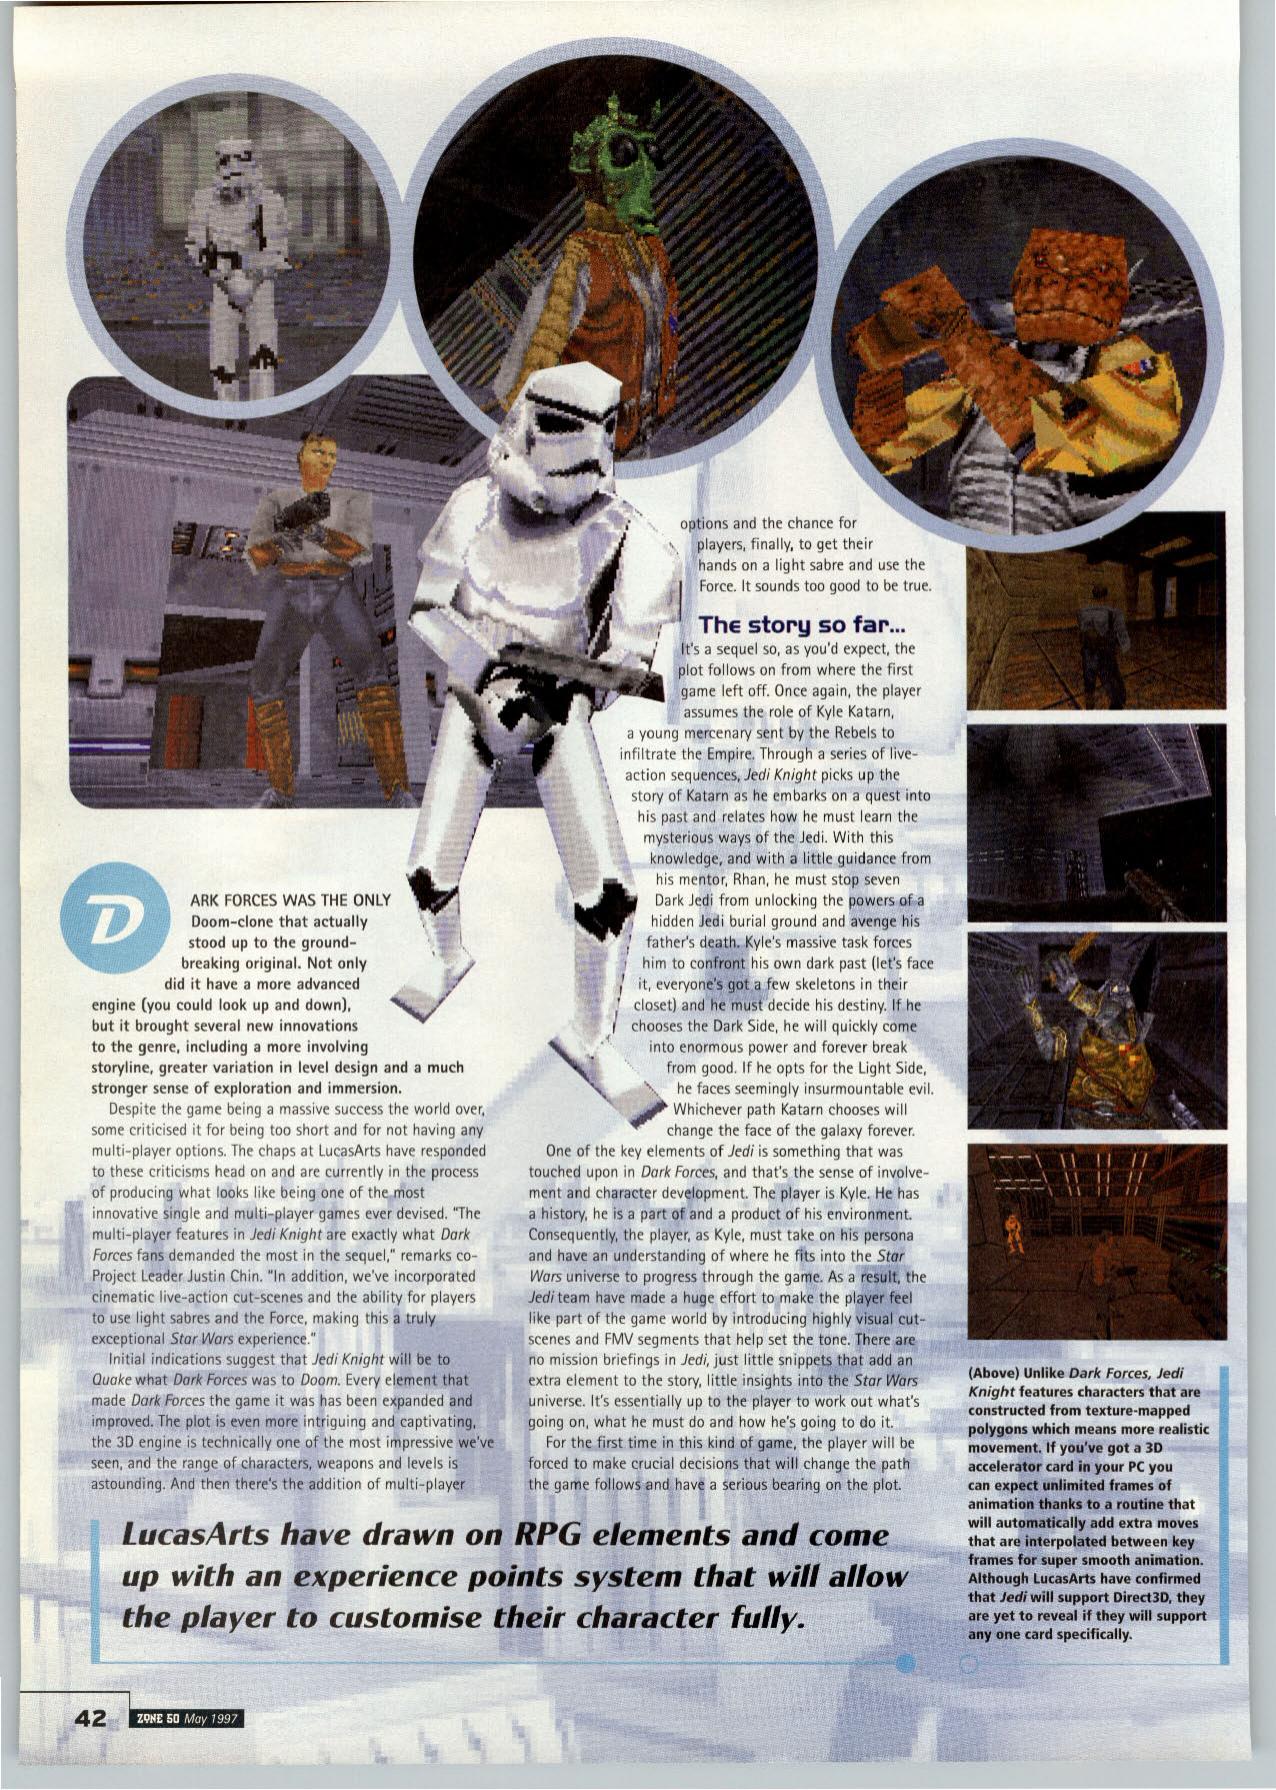 D
ARK FORCES WAS THE ONLY
Doom-clone that actually
stood up to the ground-
breaking original. Not only
did it have a more advanced
engine (you could look up and down),
but it brought several new innovations
to the genre, including a more involving
storyline, greater variation in level design and a much
stronger sense of exploration and immersion.
Despite the game being a massive success the world over,
some criticised it for being too short and for not having any
multi-player options. The chaps at LucasArts have responded
to these criticisms head on and are currently in the process
of producing what looks like being one of the most
innovative single and multi-player games ever devised. "The
multi-player features in Jedi Knight are exactly what Dark
Forces fans demanded the most in the sequel," remarks co-
Project Leader Justin Chin. "In addition, we've incorporated
cinematic live-action cut-scenes and the ability for players
to use light sabres and the Force, making this a truly
exceptional Star Wars experience."
Initial indications suggest that Jedi Knight will be to
Quake what Dark Forces was to Doom. Every element that
made Dark Forces the game it was has been expanded and
improved. The plot is even more intriguing and captivating,
the 3D engine is technically one of the most impressive we've
seen, and the range of characters, weapons and levels is
astounding. And then there's the addition of multi-player
options and the chance for
players, finally, to get their
hands on a light sabre and use the
Force. It sounds too good to be true.
The story so far...
It's a sequel so, as you'd expect, the
plot follows on from where the first
game left off. Once again, the player
assumes the role of Kyle Katarn,
a young mercenary sent by the Rebels to
infiltrate the Empire. Through a series of live-
action sequences, Jedi Knight picks up the
story of Katarn as he embarks on a quest into
his past and relates how he must learn the
mysterious ways of the Jedi. With this
knowledge, and with a little guidance from
his mentor, Rhan, he must stop seven
Dark Jedi from unlocking the powers of a
hidden Jedi burial ground and avenge his
father's death. Kyle's massive task forces
him to confront his own dark past (let's face
it, everyone's got a few skeletons in their
closet) and he must decide his destiny. If he
chooses the Dark Side, he will quickly come
into enormous power and forever break
from good. If he opts for the Light Side,
he faces seemingly insurmountable evil.
Whichever path Katarn chooses will
change the face of the galaxy forever.
One of the key elements of Jedi is something that was
touched upon in Dark Forces, and that's the sense of involve-
ment and character development. The player is Kyle. He has
a history, he is a part of and a product of his environment.
Consequently, the player, as Kyle, must take on his persona
and have an understanding of where he fits into the Star
Wars universe to progress through the game. As a result, the
Jedi team have made a huge effort to make the player feel
like part of the game world by introducing highly visual cut-
scenes and FMV segments that help set the tone. There are
no mission briefings in Jedi, just little snippets that add an
extra element to the story, little insights into the Star Wars
universe. It's essentially up to the player to work out what's
going on, what he must do and how he's going to do it.
For the first time in this kind of game, the player will be
forced to make crucial decisions that will change the path
the game follows and have a serious bearing on the plot.
(Above) Unlike Dark Forces, Jedi
Knight features characters that are
constructed from texture-mapped
polygons which means more realistic
movement. If you've got a 3D
accelerator card in your PC you
can expect unlimited frames of
animation thanks to a routine that
will automatically add extra moves
that are interpolated between key
frames for super smooth animation.
Although LucasArts have confirmed
that Jedi will support Direct3D, they
are yet to reveal if they will support
any one card specifically.
LucasArts have drawn on RPG elements and come
up with an experience points system that will allow
the player to customise their character fully.
42 ZONE 50 May 1997